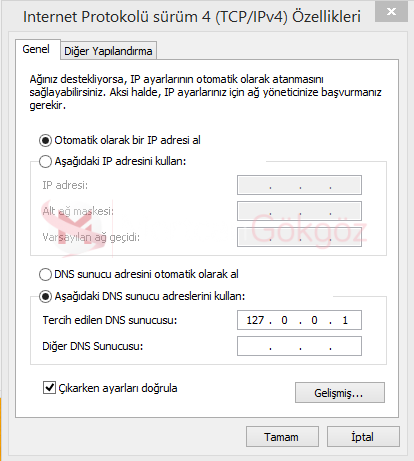 Internet Protokolü sürüm 4 (TCP/IPv4) Özellikleri
Genel
Diğer Yapılandırma
Ağınız destekliyorsa, IP ayarlarının otomatik olarak atanmasını
sağlayabilirsiniz. Aksi halde, IP ayarlarınız için ağ yöneticinize başvurmanız
gerekir.
Otomatik olarak bir IP adresi al
Aşağıdaki IP adresini kullan:
IP adresi:
Alt ağ maskesi:
Varsayılan ağ geçidi:
Gökgöz
DNS sunucu adresini otomatik olarak al
Aşağıdaki DNS sunucu adreslerini kullan:
Tercih edilen DNS sunucusu: 127 . 0 . 0 . 1
Diğer DNS Sunucusu:
Çıkarken ayarları doğrula
Gelişmiş...
Tamam
İptal